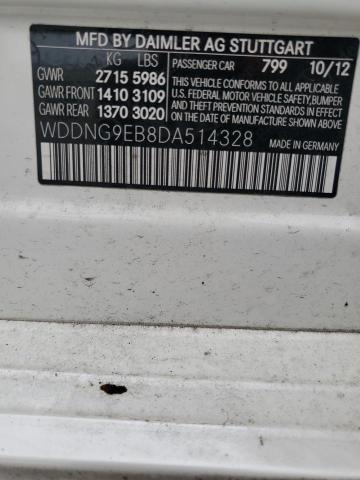 MFD BY DAIMLER AG STUTTGART
KG LBS PASSENGER CAR 799 10/12
GVWR 2715 5986 THIS VEHICLE CONFORMS TO ALL APPLICABLE
GAWR FRONT 1410 3109 U.S. FEDERAL MOTOR VEHICLE SAFETY, BUMPER,
GAWR REAR 1370 3020 AND THEFT PREVENTION STANDARDS IN EFFECT ON THE DATE
OF MANUFACTURE SHOWN ABOVE.
WDDNG9EB8DA514328 MADE IN GERMANY